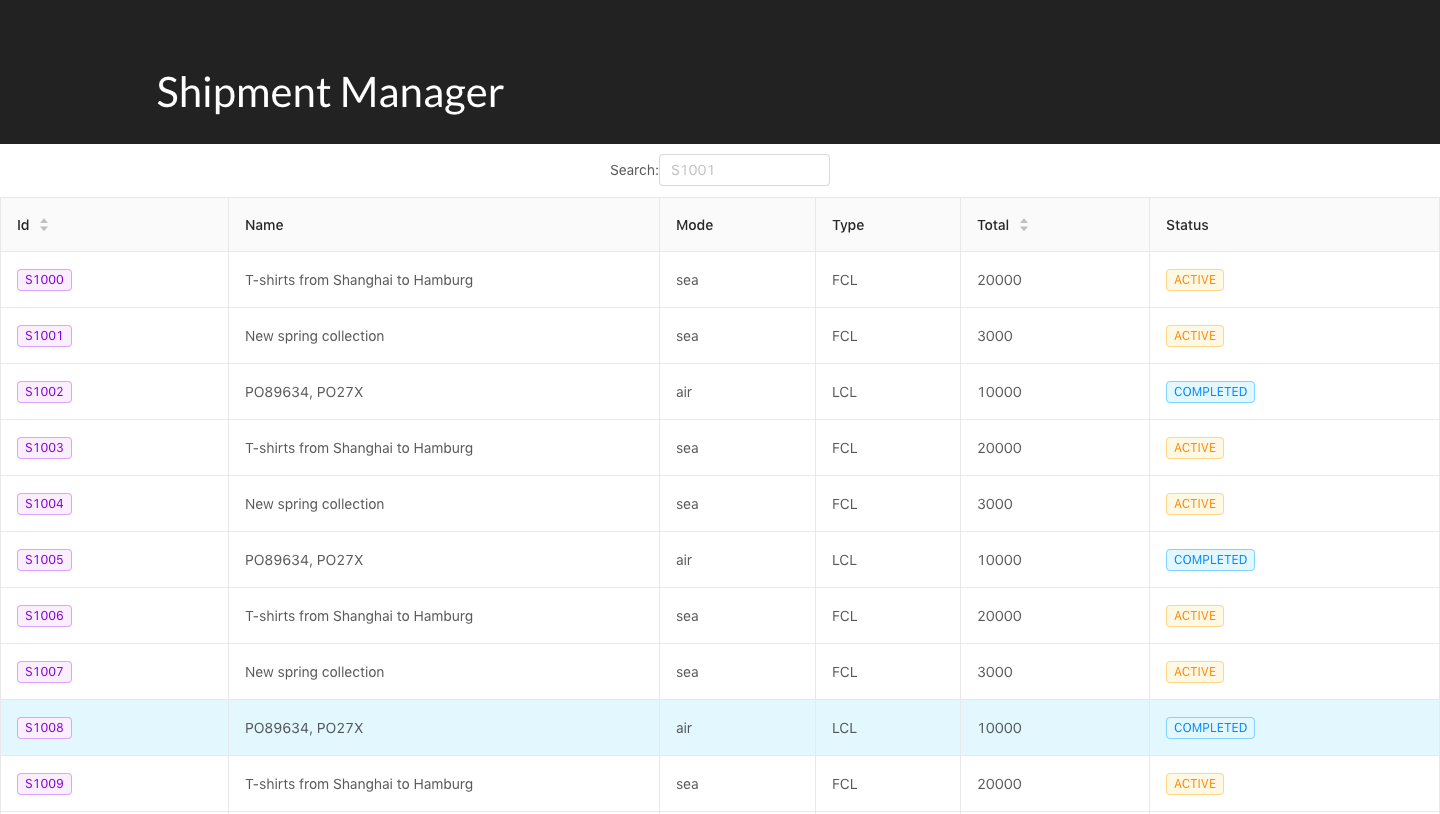 Shipment Manager
Search: S1001
Id Name Mode Type Total Status
S1000 T-shirts from Shanghai to Hamburg sea FCL 20000 ACTIVE
S1001 New spring collection sea FCL 3000 ACTIVE
S1002 PO89634, PO27X air LCL 10000 COMPLETED
S1003 T-shirts from Shanghai to Hamburg sea FCL 20000 ACTIVE
S1004 New spring collection sea FCL 3000 ACTIVE
S1005 PO89634, PO27X air LCL 10000 COMPLETED
S1006 T-shirts from Shanghai to Hamburg sea FCL 20000 ACTIVE
S1007 New spring collection sea FCL 3000 ACTIVE
S1008 PO89634, PO27X air LCL 10000 COMPLETED
S1009 T-shirts from Shanghai to Hamburg sea FCL 20000 ACTIVE